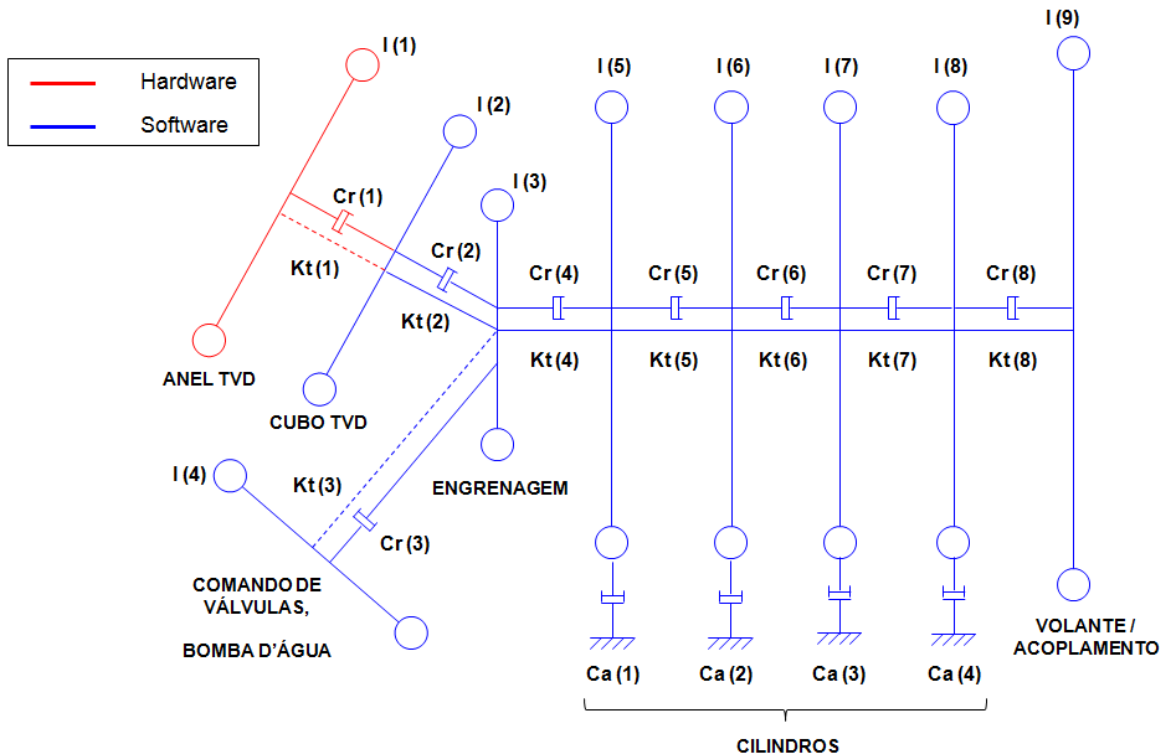 I (1)
I (9)
Hardware
Software
I (2)
I (5)
I (6)
I (7)
I (8)
I (3)
Cr (1)
Cr (2)
Kt (1)
Cr (4)
Cr (5)
Cr (6)
Cr (7)
Cr (8)
Kt (2)
Kt (4)
Kt (5)
Kt (6)
Kt (7)
Kt (8)
ANEL TVD
CUBO TVD
I (4)
Kt (3)
ENGRENAGEM
Cr (3)
COMANDO DE
VÁLVULAS,
BOMBA D'ÁGUA
VOLANTE /
ACOPLAMENTO
Ca (1)
Ca (2)
Ca (3)
Ca (4)
CILINDROS